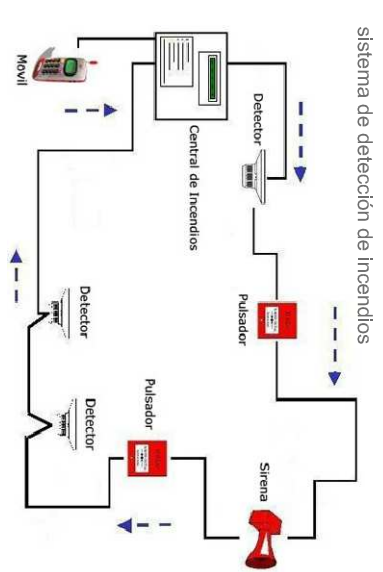 sistema de detección de incendios
Movil
Central de Incendios
Detector
Pulsador
Sirena
Pulsador
Detector
Detector